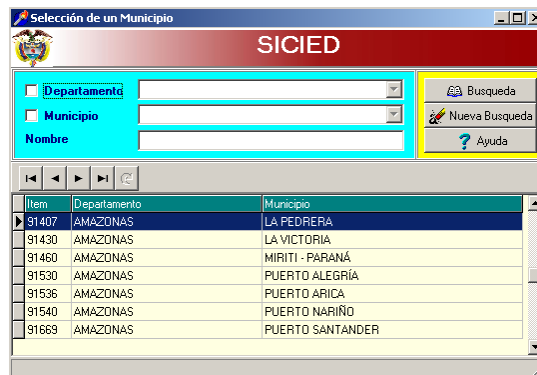 Selección de un Municipio
SICIED
Departamento
Busqueda
Municipio
Nueva Busqueda
Nombre
Ayuda
Item Departamento Municipio
91407 AMAZONAS LA PEDRERA
91430 AMAZONAS LA VICTORIA
91460 AMAZONAS MIRITI - PARANÁ
91530 AMAZONAS PUERTO ALEGRÍA
91536 AMAZONAS PUERTO ARICA
91540 AMAZONAS PUERTO NARIÑO
91669 AMAZONAS PUERTO SANTANDER